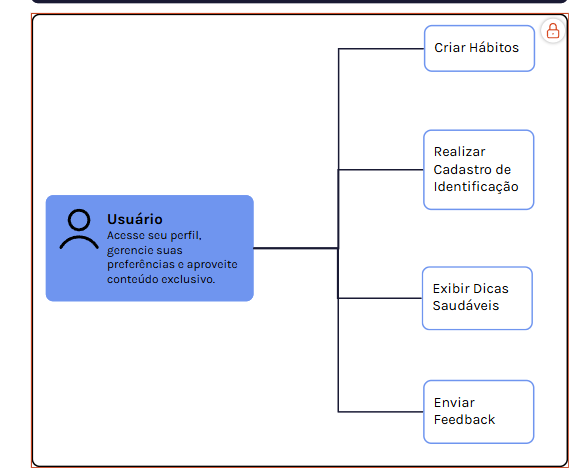 Criar Hábitos
Realizar
Cadastro de
Identificação
Usuário
Acesse seu perfil,
gerencie suas
preferências e aproveite
conteúdo exclusivo.
Exibir Dicas
Saudáveis
Enviar
Feedback